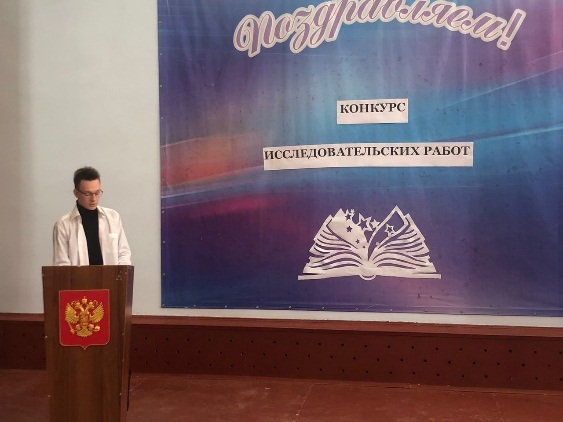 Поздравляем!
КОНКУРС
ИССЛЕДОВАТЕЛЬСКИХ РАБОТ